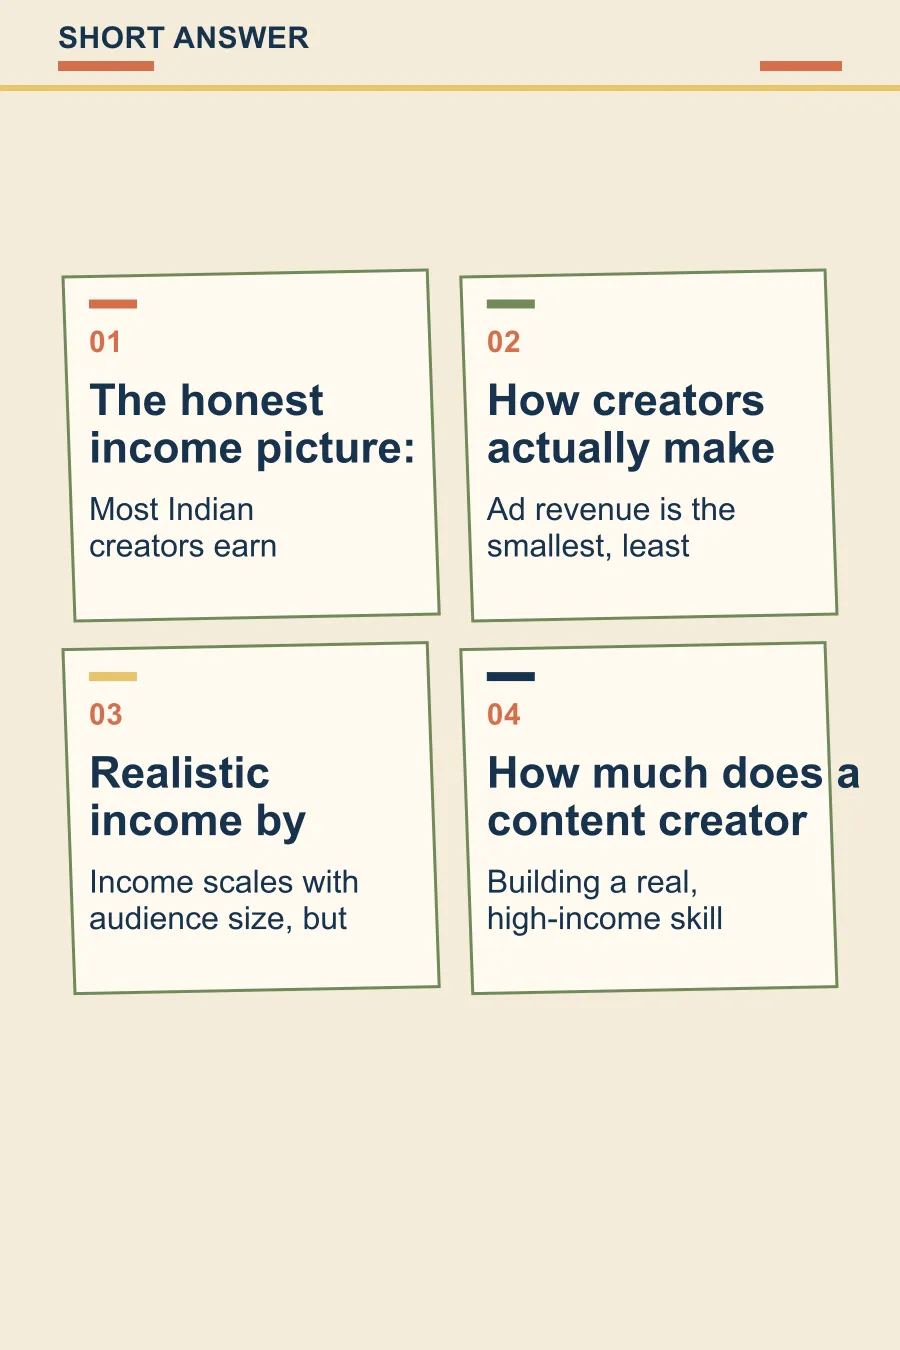 SHORT ANSWER
01
The honest
income picture:
Most Indian
creators earn
02
How creators
actually make
Ad revenue is the
smallest, least
03
Realistic
income by
Income scales with
audience size, but
04
How much does a
content creator
Building a real,
high-income skill